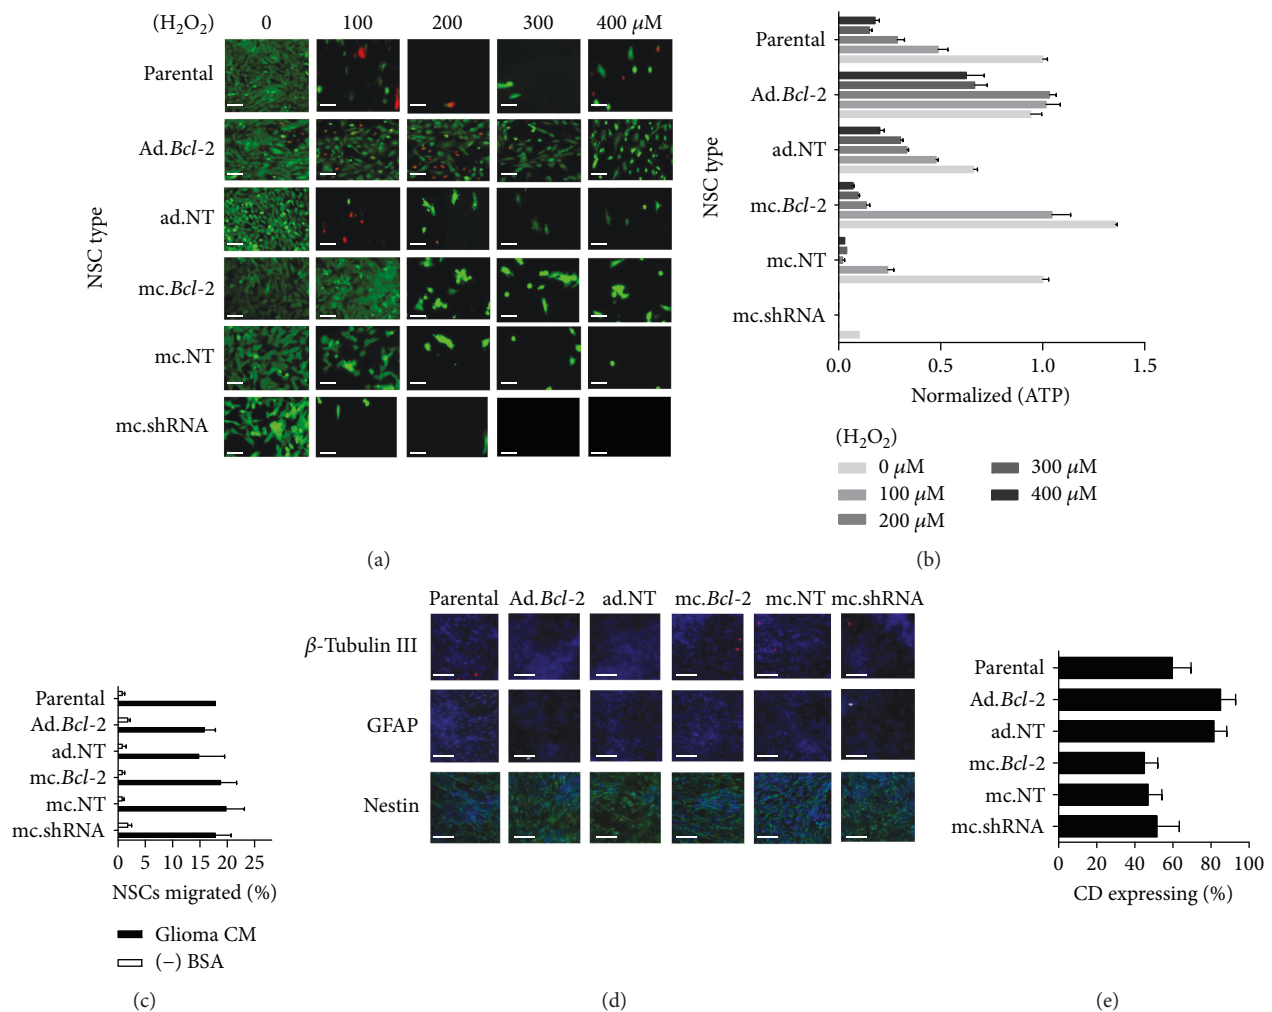 (H₂O₂) 0 100 200 300 400 μM
Parental
Ad.Bcl-2
ad.NT
mc.Bcl-2
mc.NT
mc.shRNA
NSC type
(a)
Parental
Ad.Bcl-2
ad.NT
mc.Bcl-2
mc.NT
mc.shRNA
NSC type
0.0 0.5 1.0 1.5
Normalized (ATP)
(H₂O₂)
0 μM 300 μM
100 μM 400 μM
200 μM
(b)
Parental
Ad.Bcl-2
ad.NT
mc.Bcl-2
mc.NT
mc.shRNA
0 5 10 15 20 25
NSCs migrated (%)
Glioma CM
(−) BSA
(c)
Parental Ad.Bcl-2 ad.NT mc.Bcl-2 mc.NT mc.shRNA
β-Tubulin III
GFAP
Nestin
(d)
Parental
Ad.Bcl-2
ad.NT
mc.Bcl-2
mc.NT
mc.shRNA
0 20 40 60 80 100
CD expressing (%)
(e)